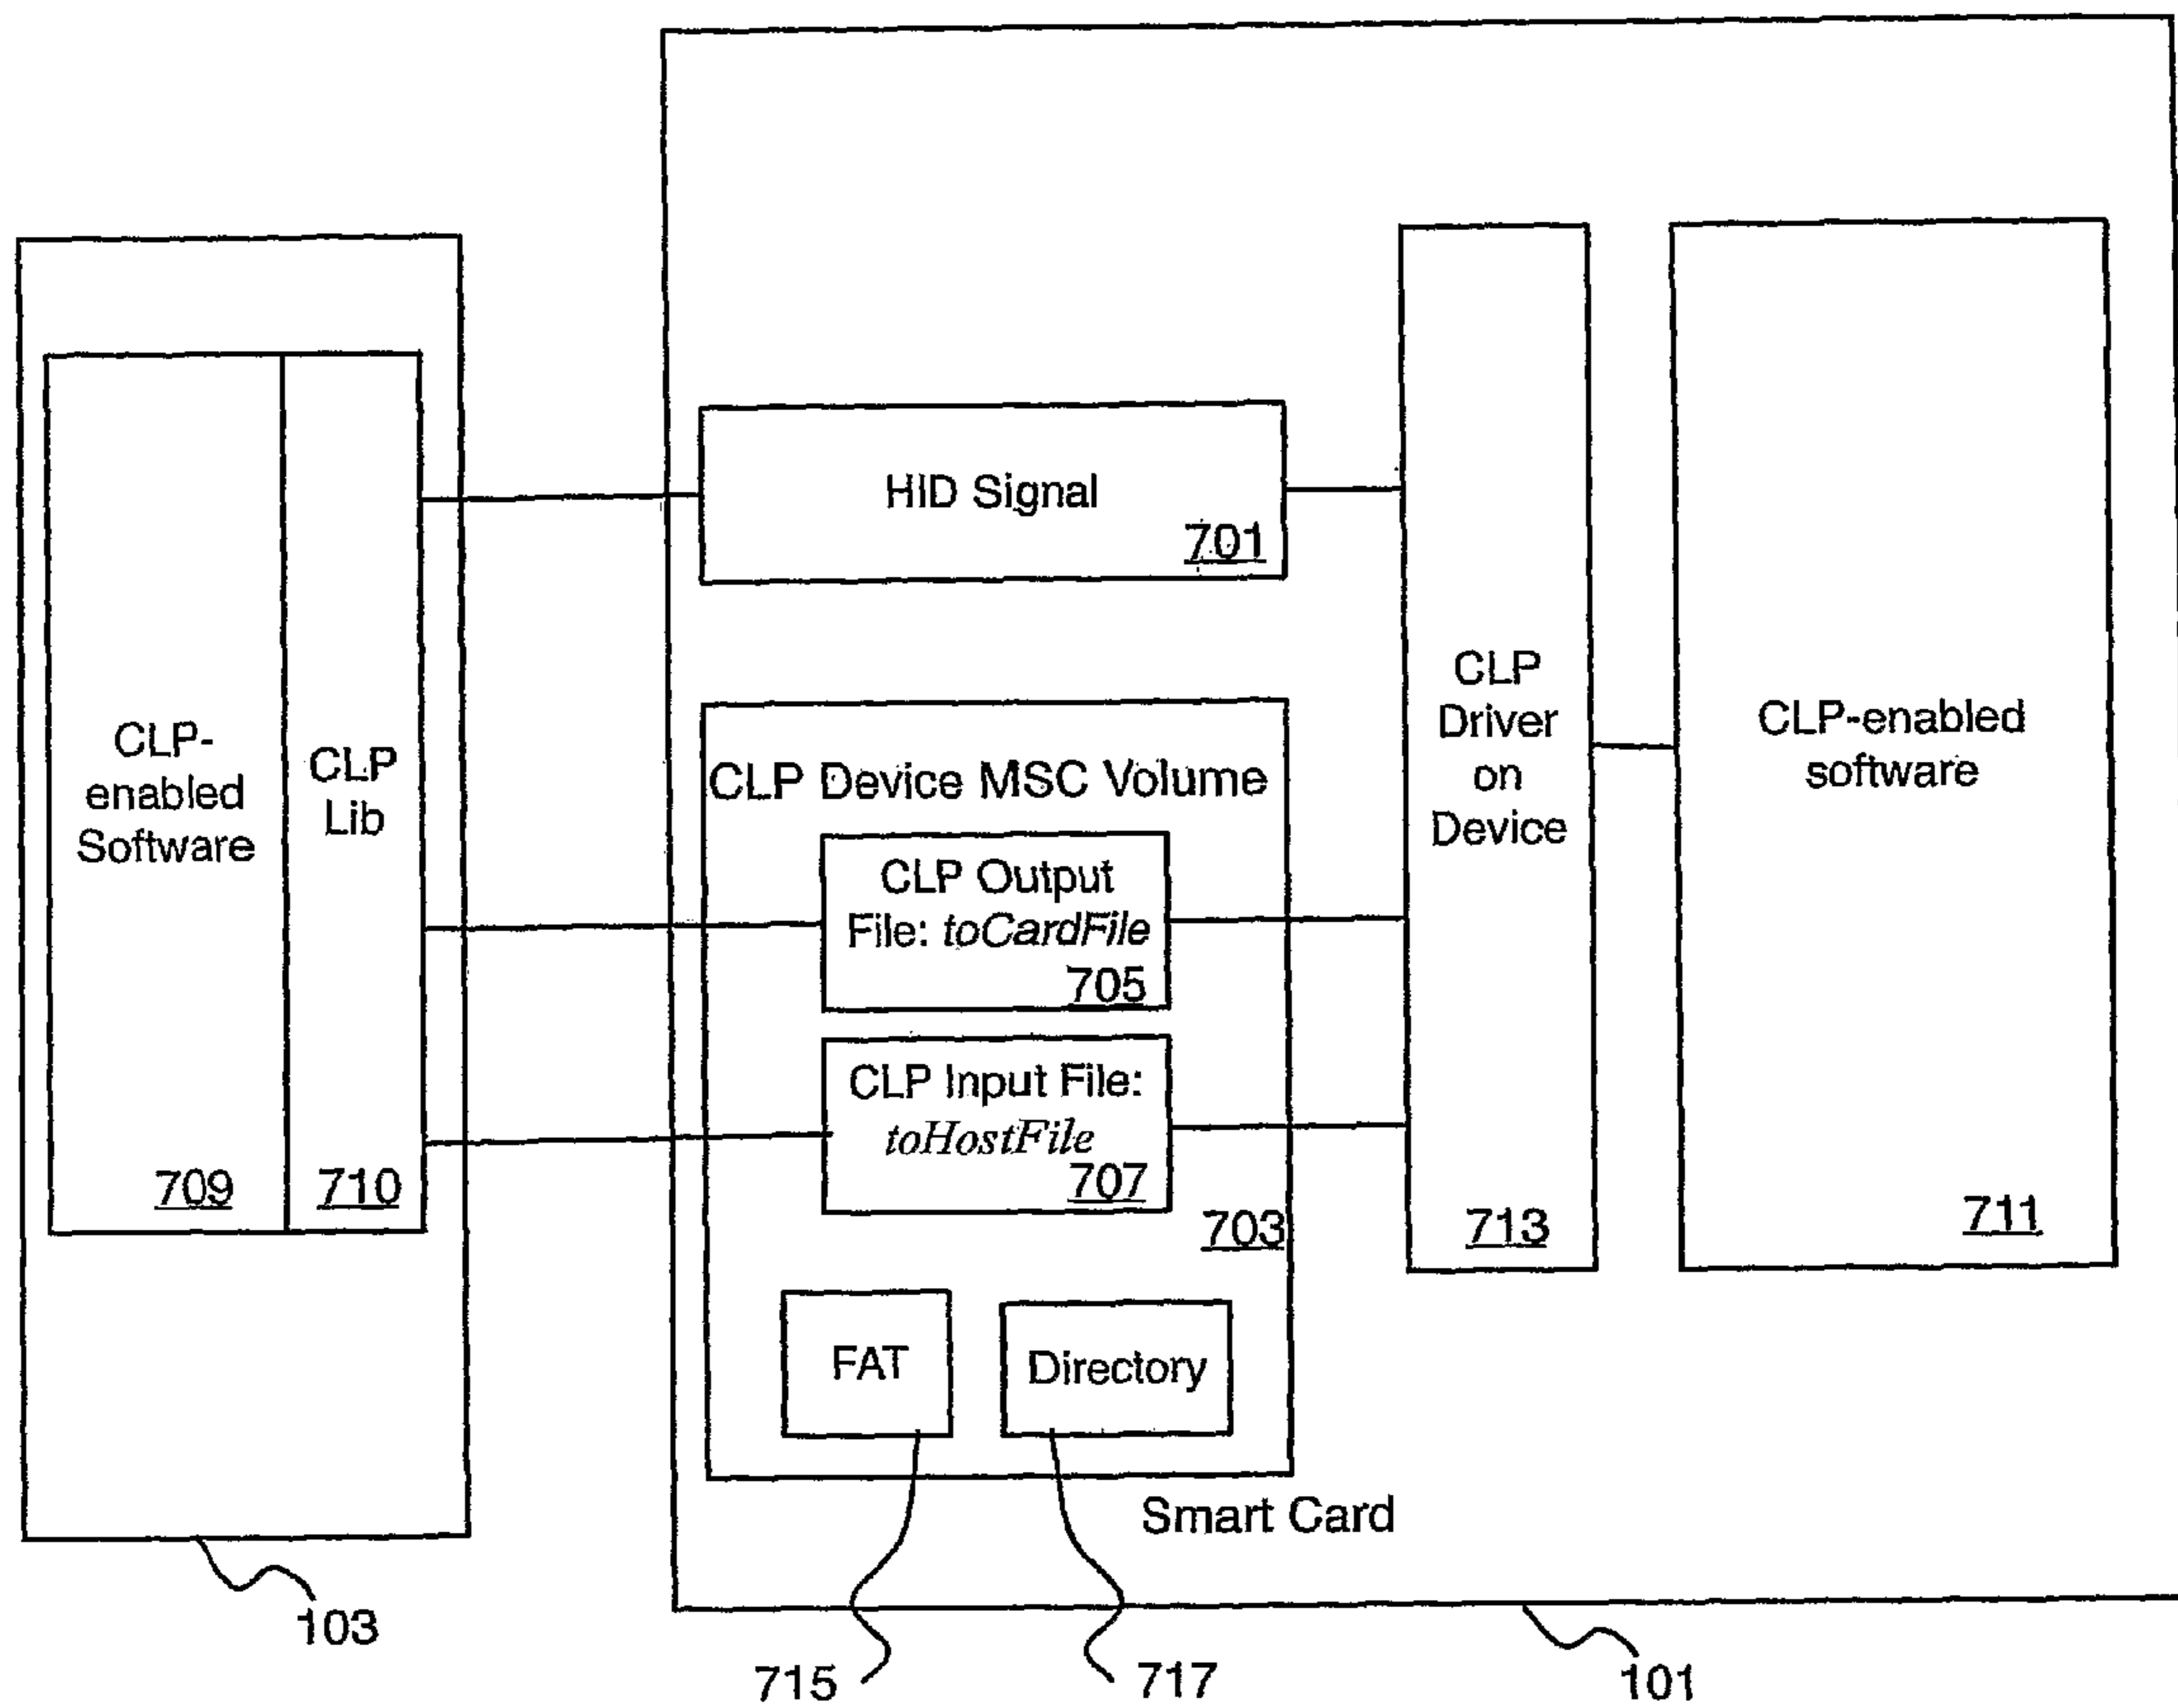 CLP-
enabled
Software
709
CLP
Lib
710
103
HID Signal
701
CLP Device MSC Volume
CLP Output
File: toCardFile
705
CLP Input File:
toHostFile
707
703
FAT
Directory
715
717
Smart Card
CLP
Driver
on
Device
713
CLP-enabled
software
711
101